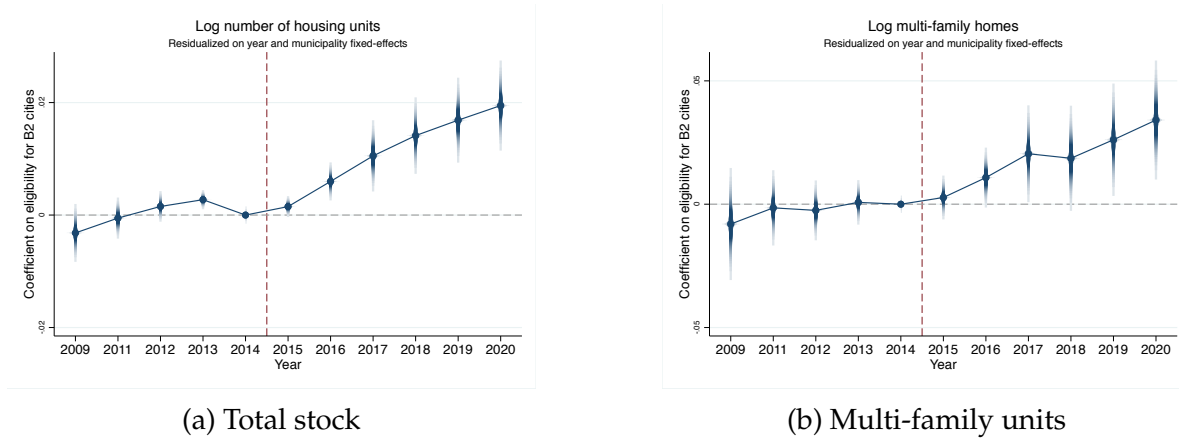 Log number of housing units
Residualized on year and municipality fixed-effects
Coefficient on eligibility for B2 cities
.02
0
-.02
2009 2011 2012 2013 2014 2015 2016 2017 2018 2019 2020
Year
(a) Total stock
Log multi-family homes
Residualized on year and municipality fixed-effects
Coefficient on eligibility for B2 cities
.05
0
-.05
2009 2011 2012 2013 2014 2015 2016 2017 2018 2019 2020
Year
(b) Multi-family units